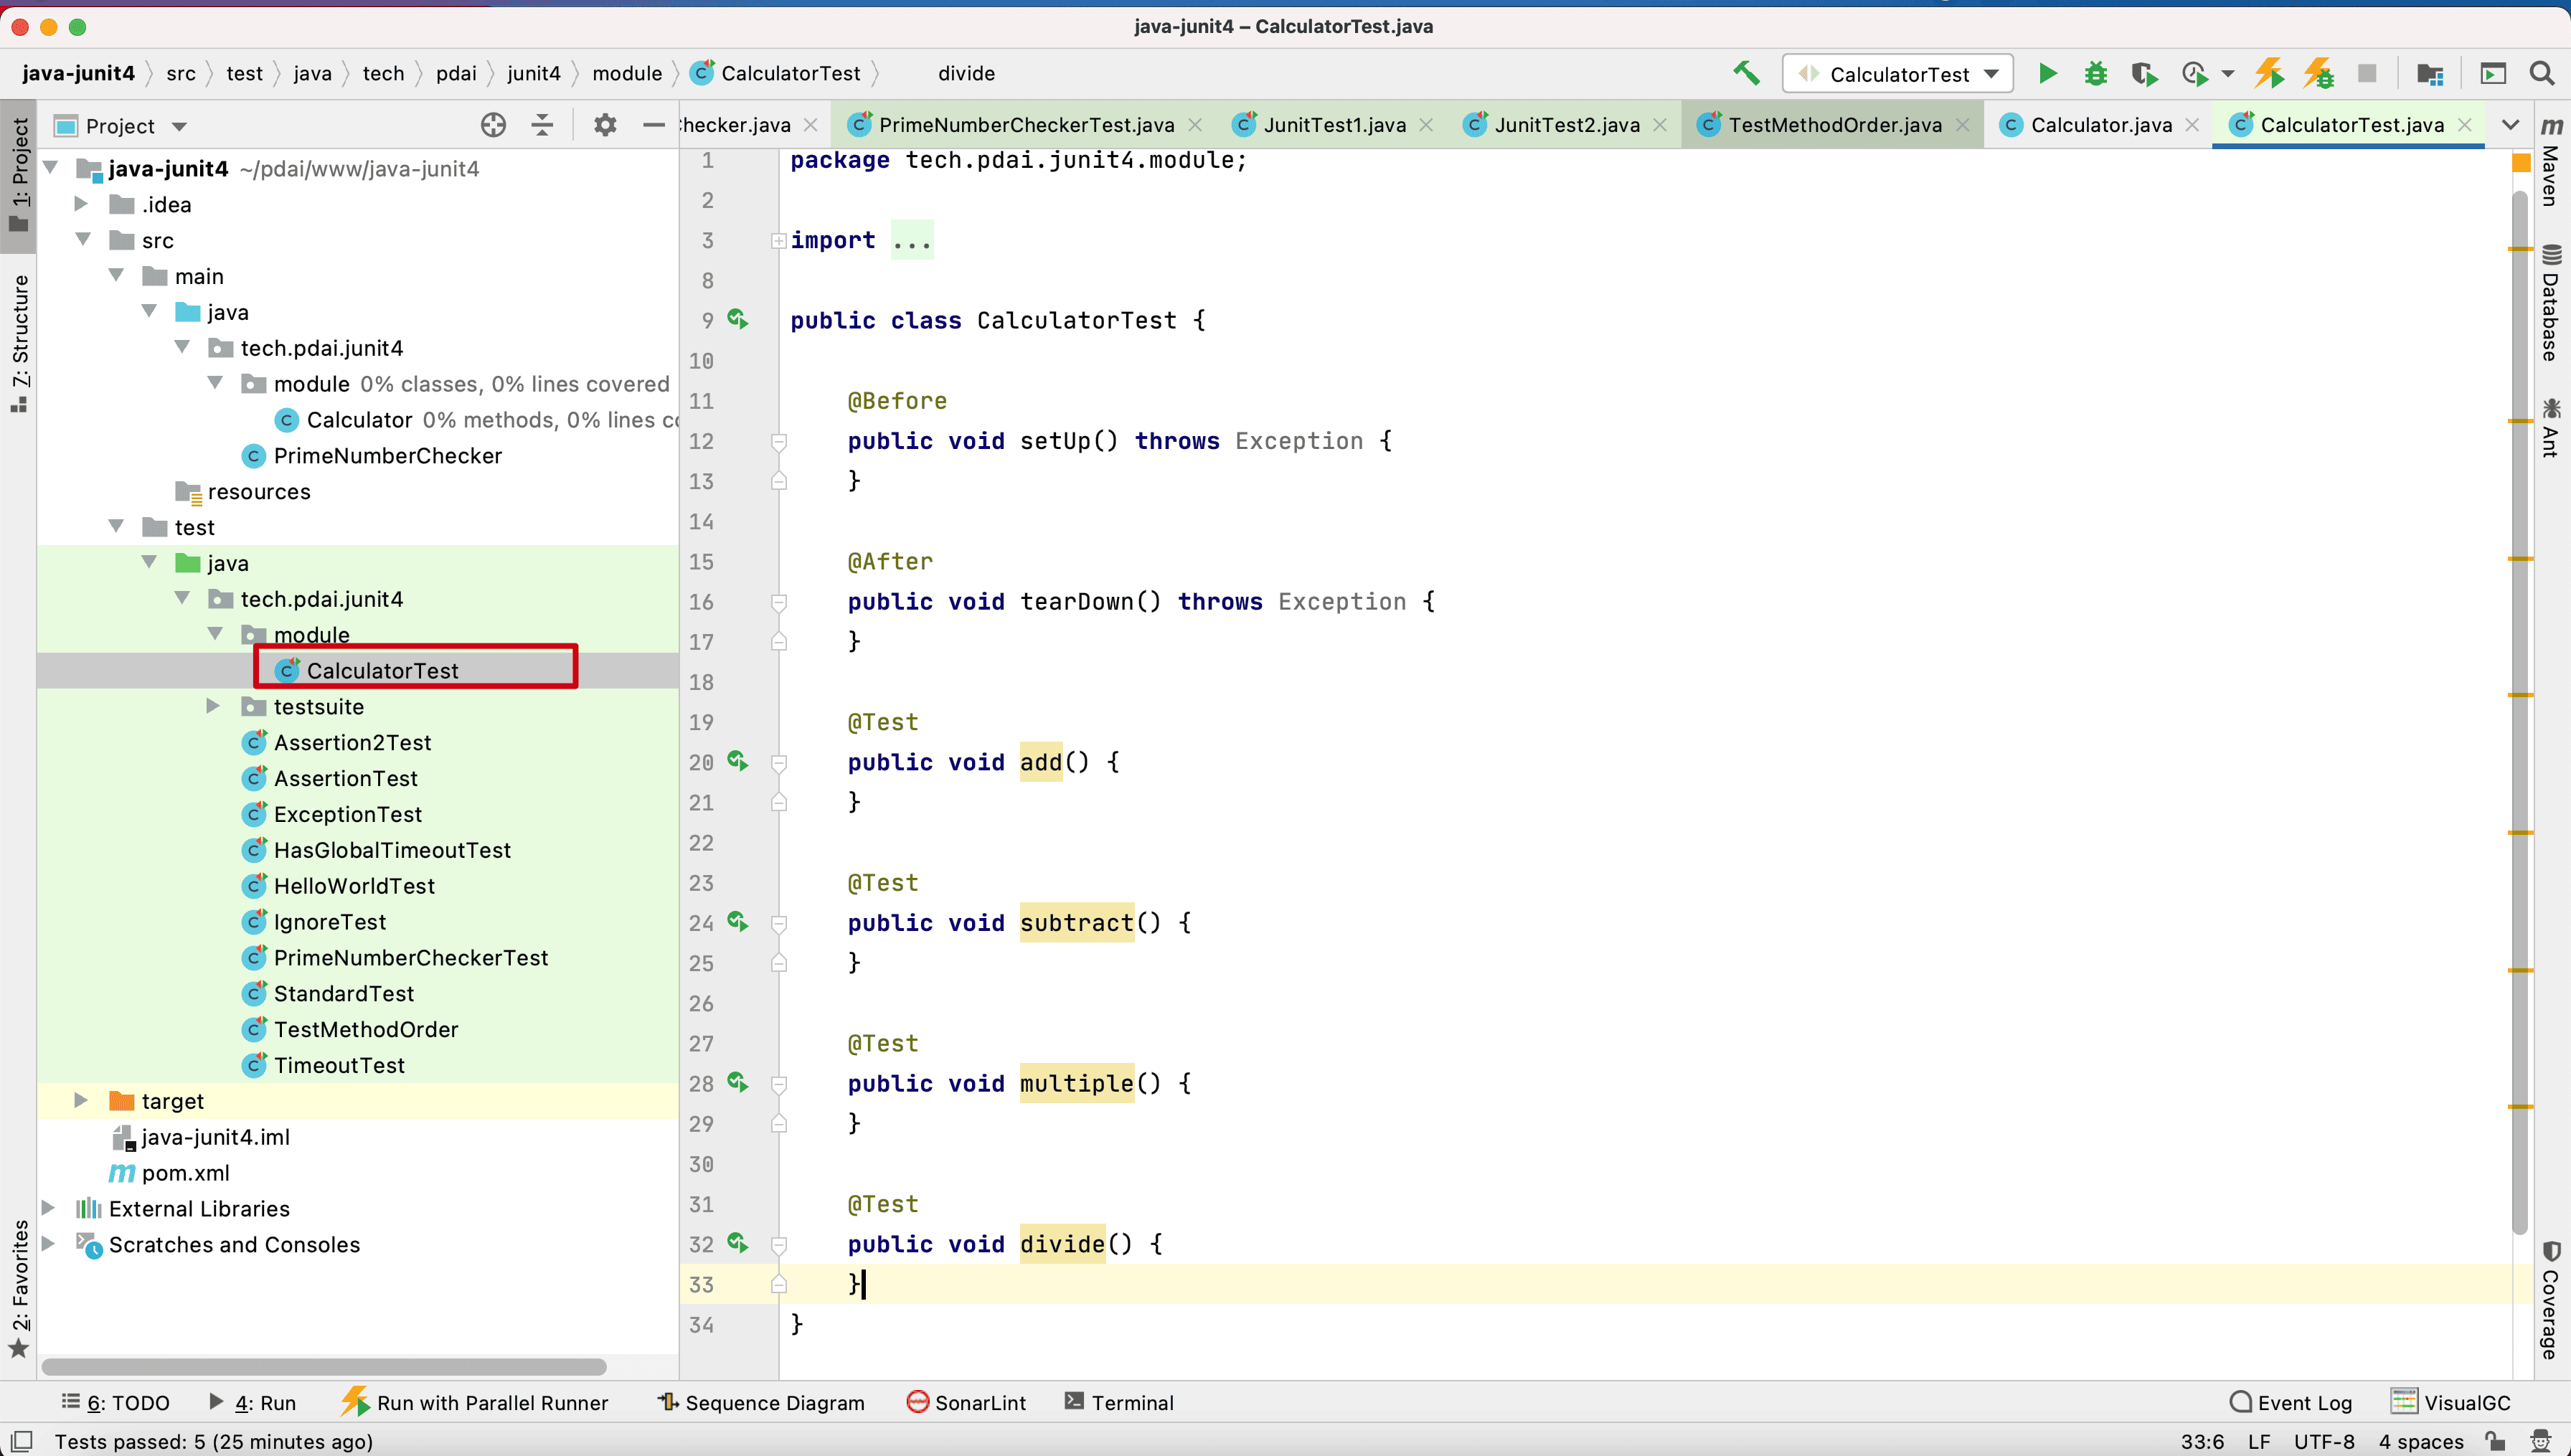 java-junit4 – CalculatorTest.java
java-junit4 src test java tech pdai junit4 module CalculatorTest divide
CalculatorTest
Project
hecker.java PrimeNumberCheckerTest.java JunitTest1.java JunitTest2.java TestMethodOrder.java Calculator.java CalculatorTest.java
1: Project
7: Structure
2: Favorites
java-junit4 ~/pdai/www/java-junit4
.idea
src
main
java
tech.pdai.junit4
module 0% classes, 0% lines covered
Calculator 0% methods, 0% lines
PrimeNumberChecker
resources
test
java
tech.pdai.junit4
module
CalculatorTest
testsuite
Assertion2Test
AssertionTest
ExceptionTest
HasGlobalTimeoutTest
HelloWorldTest
IgnoreTest
PrimeNumberCheckerTest
StandardTest
TestMethodOrder
TimeoutTest
target
java-junit4.iml
pom.xml
External Libraries
Scratches and Consoles
1 package tech.pdai.junit4.module;
2
3 import ...
8
9 public class CalculatorTest {
10
11 @Before
12 public void setUp() throws Exception {
13 }
14
15 @After
16 public void tearDown() throws Exception {
17 }
18
19 @Test
20 public void add() {
21 }
22
23 @Test
24 public void subtract() {
25 }
26
27 @Test
28 public void multiple() {
29 }
30
31 @Test
32 public void divide() {
33 }
34 }
Maven
Database
Ant
Coverage
6: TODO 4: Run Run with Parallel Runner Sequence Diagram SonarLint Terminal Event Log VisualGC
Tests passed: 5 (25 minutes ago) 33:6 LF UTF-8 4 spaces